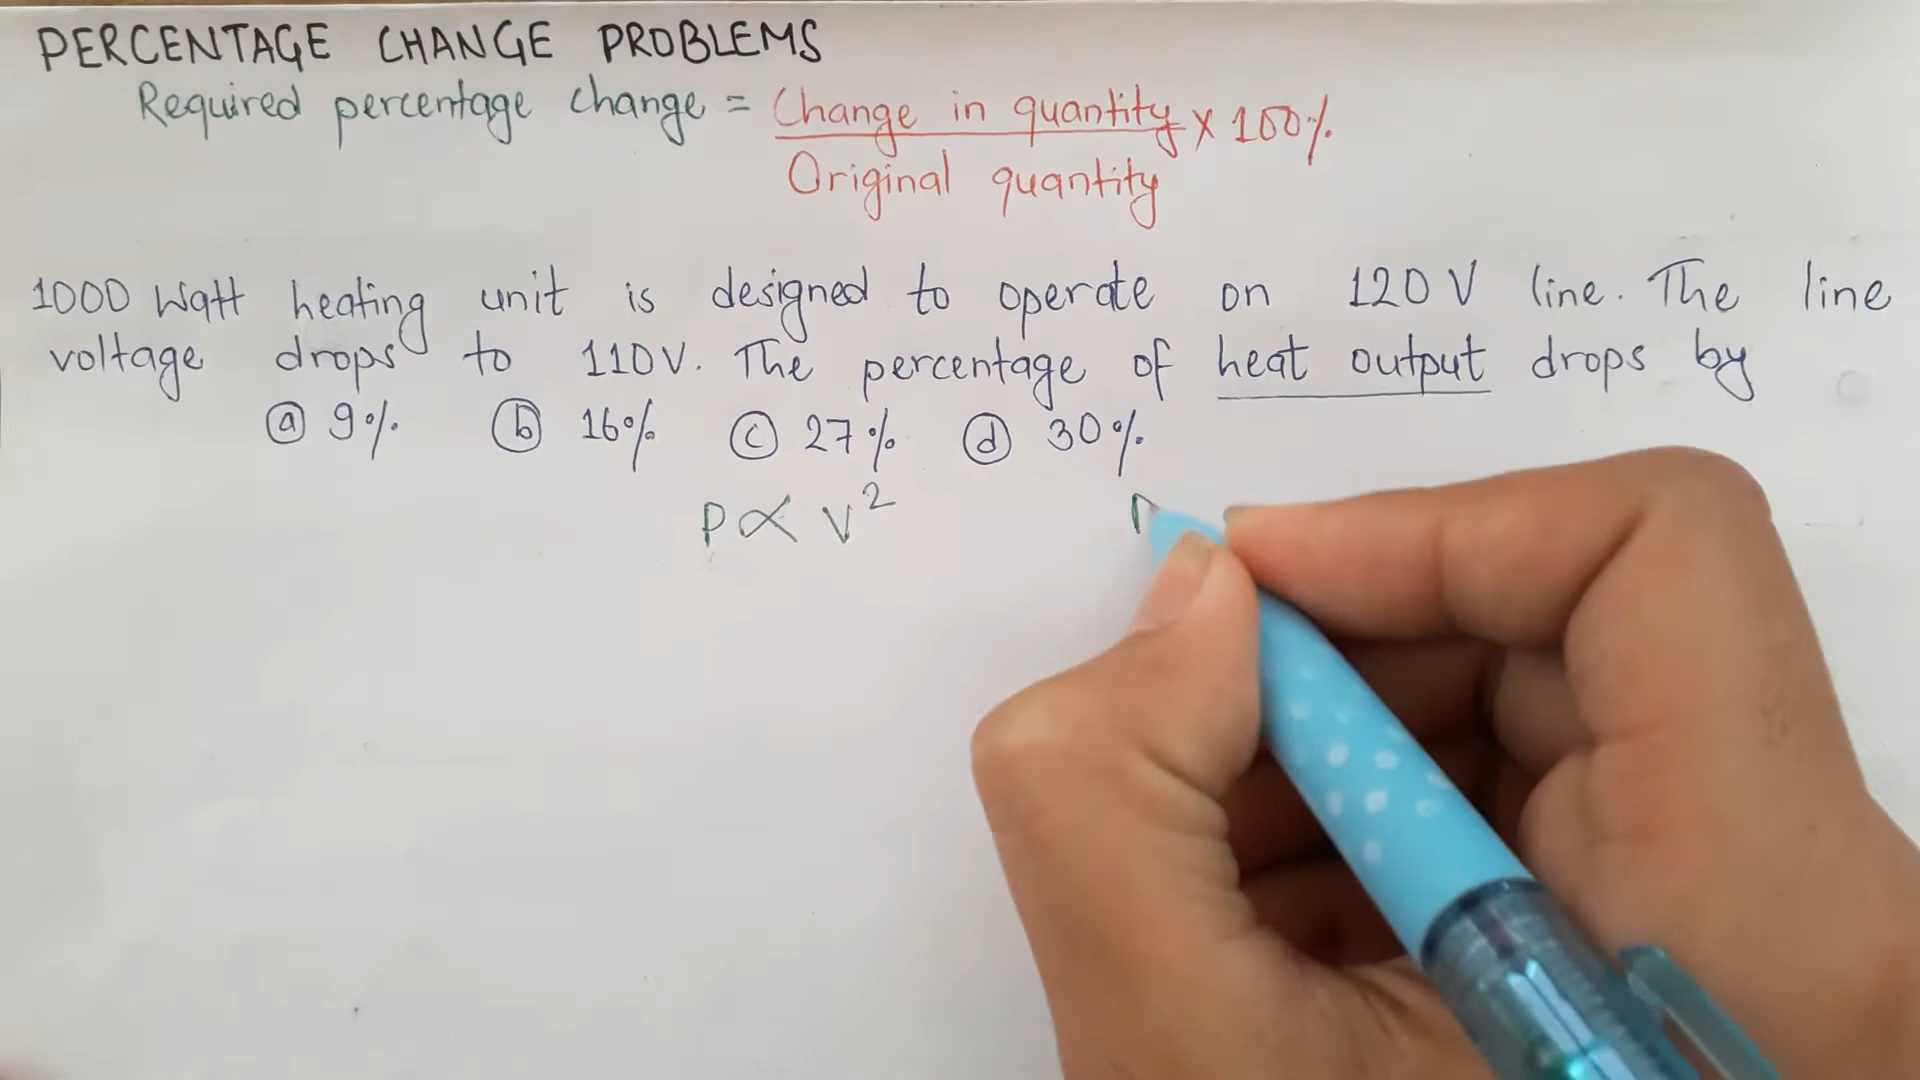 PERCENTAGE CHANGE PROBLEMS
Required percentage change = Change in quantity / Original quantity X 100%
1000 Watt heating unit is designed to operate on 120 V line. The line
voltage drops to 110V. The percentage of heat output drops by
ⓐ 9% ⓑ 16% ⓒ 27% ⓓ 30%
P ∝ V²